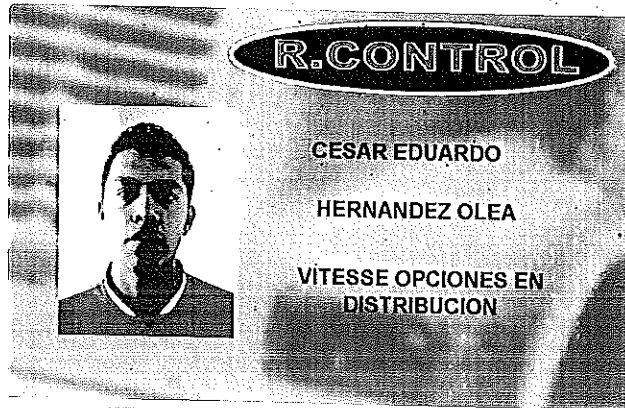 R.CONTROL
CESAR EDUARDO
HERNANDEZ OLEA
VITESSE OPCIONES EN
DISTRIBUCION